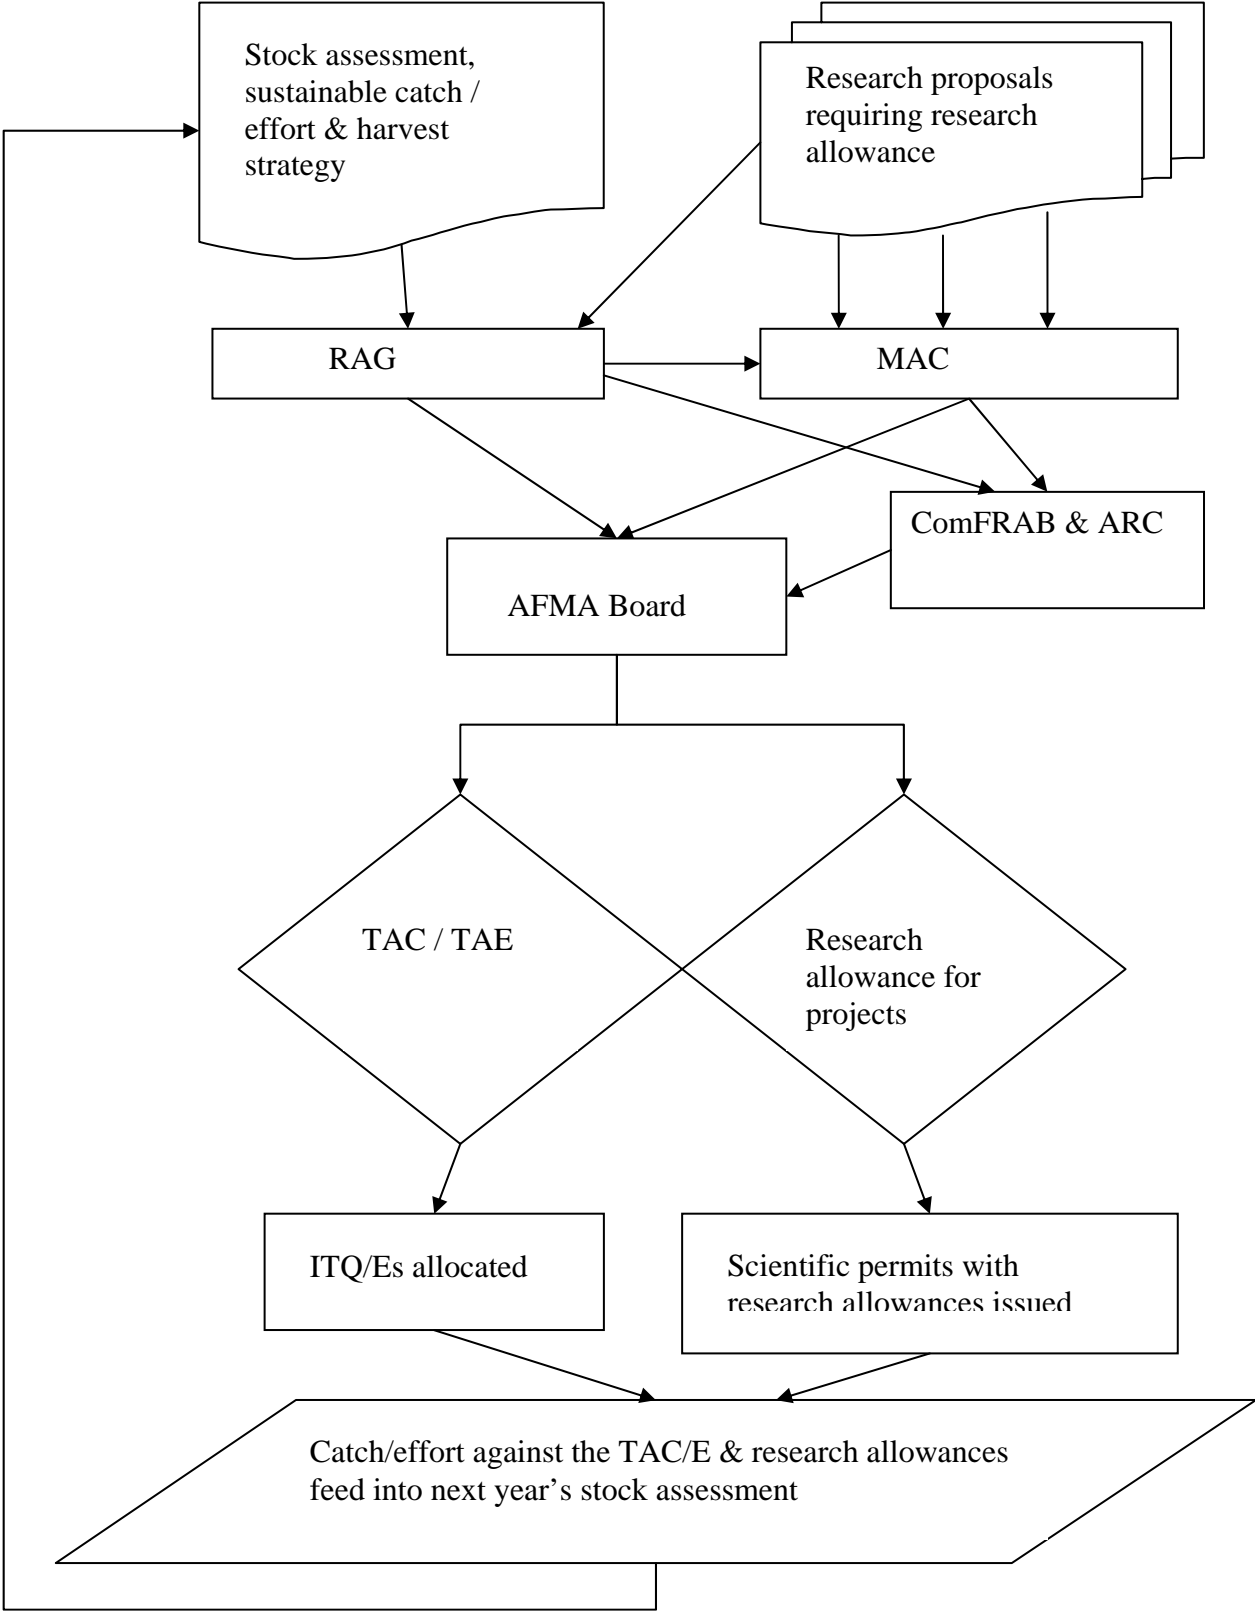 Stock assessment,
sustainable catch /
effort & harvest
strategy
Research proposals
requiring research
allowance
RAG
MAC
ComFRAB & ARC
AFMA Board
TAC / TAE
Research
allowance for
projects
ITQ/Es allocated
Scientific permits with
research allowances issued
Catch/effort against the TAC/E & research allowances
feed into next year’s stock assessment